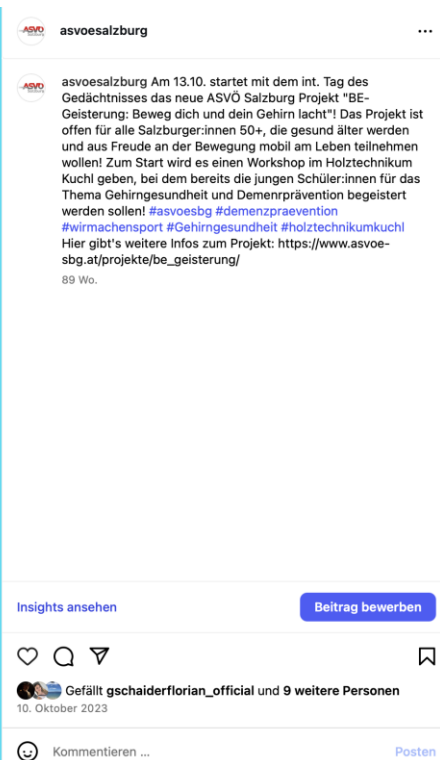 ASVÖ
asvoesalzburg
...
ASVÖ
asvoesalzburg Am 13.10. startet mit dem int. Tag des
Gedächtnisses das neue ASVÖ Salzburg Projekt "BE-
Geisterung: Beweg dich und dein Gehirn lacht"! Das Projekt ist
offen für alle Salzburger:innen 50+, die gesund älter werden
und aus Freude an der Bewegung mobil am Leben teilnehmen
wollen! Zum Start wird es einen Workshop im Holztechnikum
Kuchl geben, bei dem bereits die jungen Schüler:innen für das
Thema Gehirngesundheit und Demenrprävention begeistert
werden sollen! #asvoesbg #demenzpraevention
#wirmachensport #Gehirngesundheit #holztechnikumkuchl
Hier gibt's weitere Infos zum Projekt: https://www.asvoe-
sbg.at/projekte/be_geisterung/
89 Wo.
Insights ansehen
Beitrag bewerben
Gefällt gschaiderflorian_official und 9 weitere Personen
10. Oktober 2023
Kommentieren ...
Posten